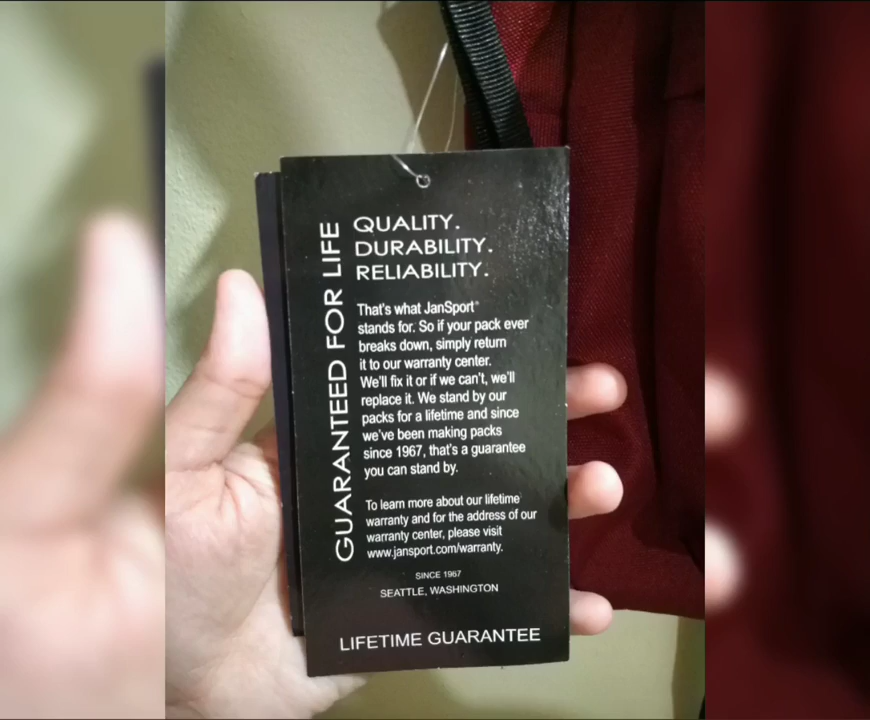 GUARANTEED FOR LIFE
QUALITY.
DURABILITY.
RELIABILITY.
That's what JanSport®
stands for. So if your pack ever
breaks down, simply return
it to our warranty center.
We'll fix it or if we can't, we'll
replace it. We stand by our
packs for a lifetime and since
we've been making packs
since 1967, that's a guarantee
you can stand by.
To learn more about our lifetime
warranty and for the address of our
warranty center, please visit
www.jansport.com/warranty.
SINCE 1967
SEATTLE, WASHINGTON
LIFETIME GUARANTEE